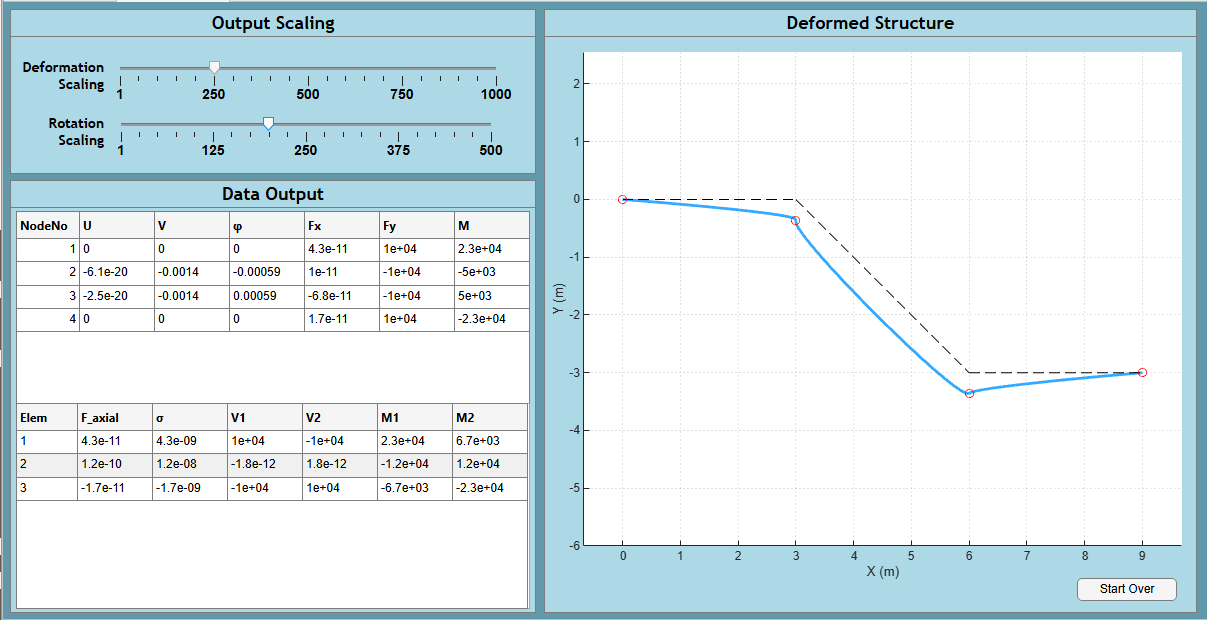 Output Scaling
Deformation
Scaling
1 250 500 750 1000
Rotation
Scaling
1 125 250 375 500
Data Output
NodeNo U V φ Fx Fy M
1 0 0 0 4.3e-11 1e+04 2.3e+04
2 -6.1e-20 -0.0014 -0.00059 1e-11 -1e+04 -5e+03
3 -2.5e-20 -0.0014 0.00059 -6.8e-11 -1e+04 5e+03
4 0 0 0 1.7e-11 1e+04 -2.3e+04
Elem F_axial σ V1 V2 M1 M2
1 4.3e-11 4.3e-09 1e+04 -1e+04 2.3e+04 6.7e+03
2 1.2e-10 1.2e-08 -1.8e-12 1.8e-12 -1.2e+04 1.2e+04
3 -1.7e-11 -1.7e-09 -1e+04 1e+04 -6.7e+03 -2.3e+04
Deformed Structure
2
1
0
-1
-2
-3
-4
-5
-6
Y (m)
0 1 2 3 4 5 6 7 8 9
X (m)
Start Over